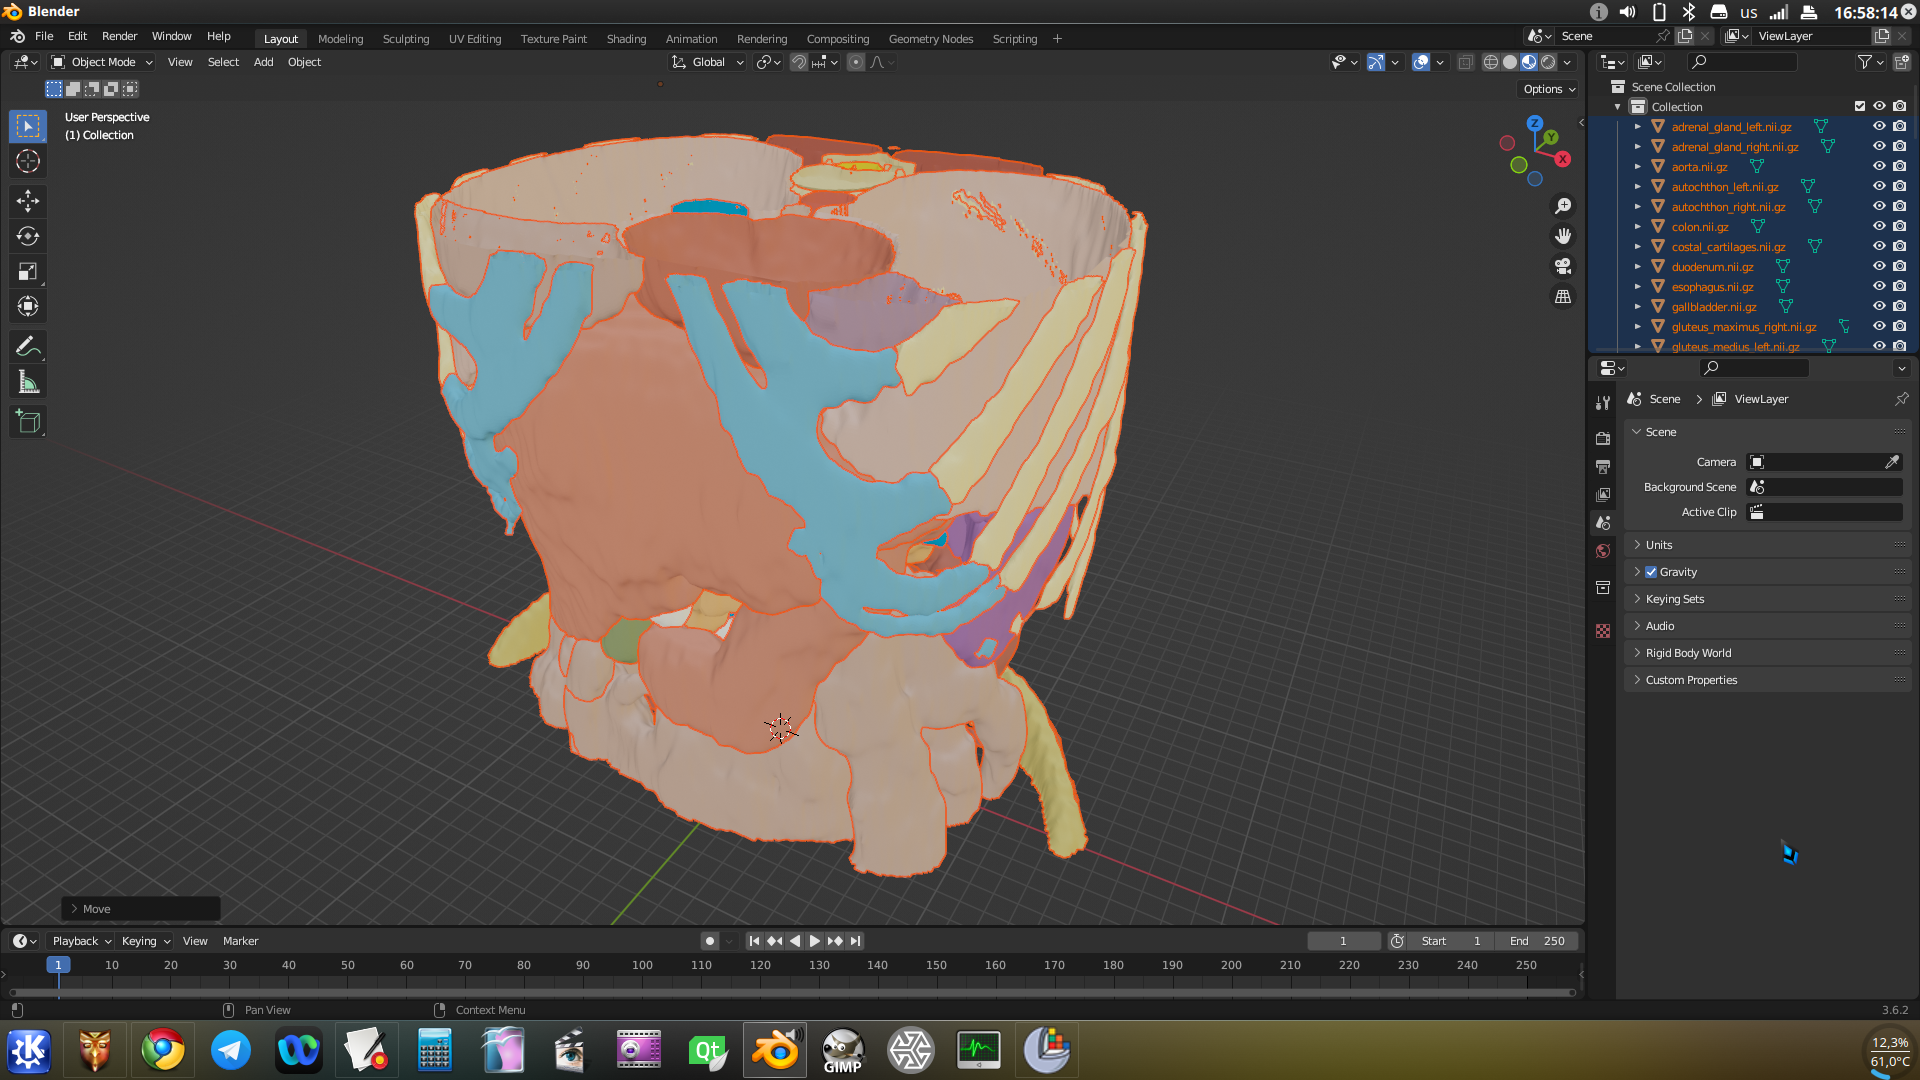 Blender
us
16:58:14
File Edit Render Window Help
Layout Modeling Sculpting UV Editing Texture Paint Shading Animation Rendering Compositing Geometry Nodes Scripting
Scene
ViewLayer
Object Mode
View Select Add Object
Global
Options
User Perspective
(1) Collection
Z
Y
X
Scene Collection
Collection
adrenal_gland_left.nii.gz
adrenal_gland_right.nii.gz
aorta.nii.gz
autochthon_left.nii.gz
autochthon_right.nii.gz
colon.nii.gz
costal_cartilages.nii.gz
duodenum.nii.gz
esophagus.nii.gz
gallbladder.nii.gz
gluteus_maximus_right.nii.gz
gluteus_medius_left.nii.gz
Scene > ViewLayer
Scene
Camera
Background Scene
Active Clip
Units
Gravity
Keying Sets
Audio
Rigid Body World
Custom Properties
Move
Playback Keying View Marker
1
Start 1
End 250
1 10 20 30 40 50 60 70 80 90 100 110 120 130 140 150 160 170 180 190 200 210 220 230 240 250
Pan View
Context Menu
3.6.2
Qt
GIMP
12,3%
61,0°C